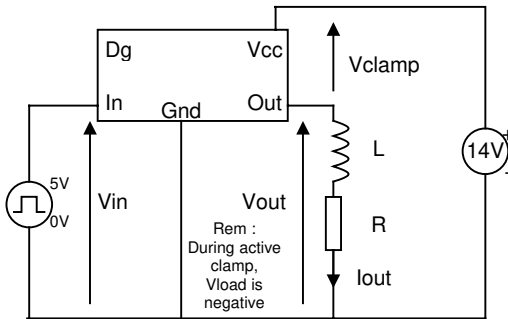 Dg
Vcc
In
Gnd
Out
Vclamp
14V
+
-
5V
0V
Vin
Vout
L
R
Iout
Rem :
During active
clamp,
Vload is
negative